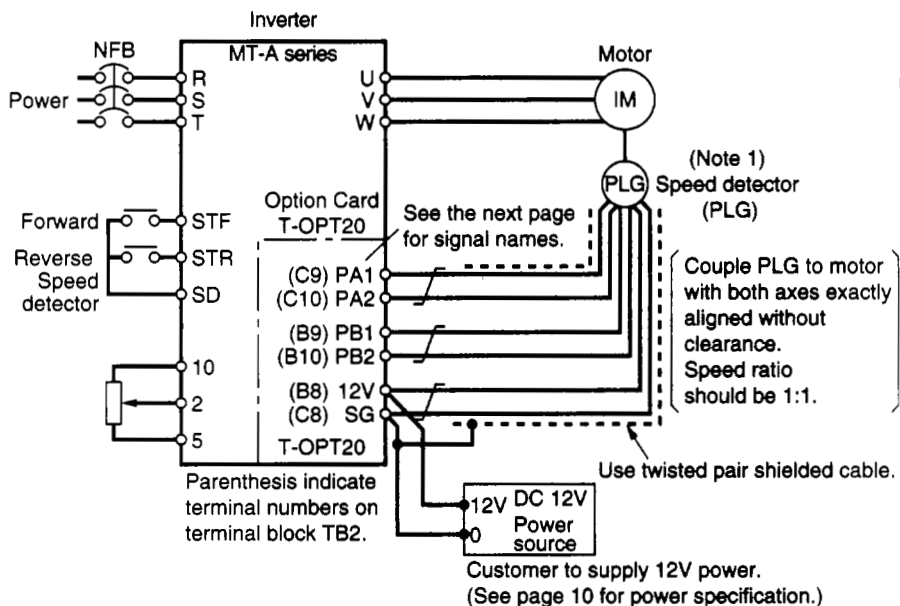 Inverter
NFB
MT-A series
Motor
R
S
T
Power
U
V
W
IM
(Note 1)
PLG
Speed detector
(PLG)
Option Card
T-OPT20
See the next page
for signal names.
Forward
STF
Reverse
STR
Speed
detector
SD
(C9) PA1
(C10) PA2
(B9) PB1
(B10) PB2
(B8) 12V
(C8) SG
T-OPT20
10
2
5
Couple PLG to motor
with both axes exactly
aligned without
clearance.
Speed ratio
should be 1:1.
Use twisted pair shielded cable.
Parenthesis indicate
terminal numbers on
terminal block TB2.
12V DC 12V
0 Power
source
Customer to supply 12V power.
(See page 10 for power specification.)